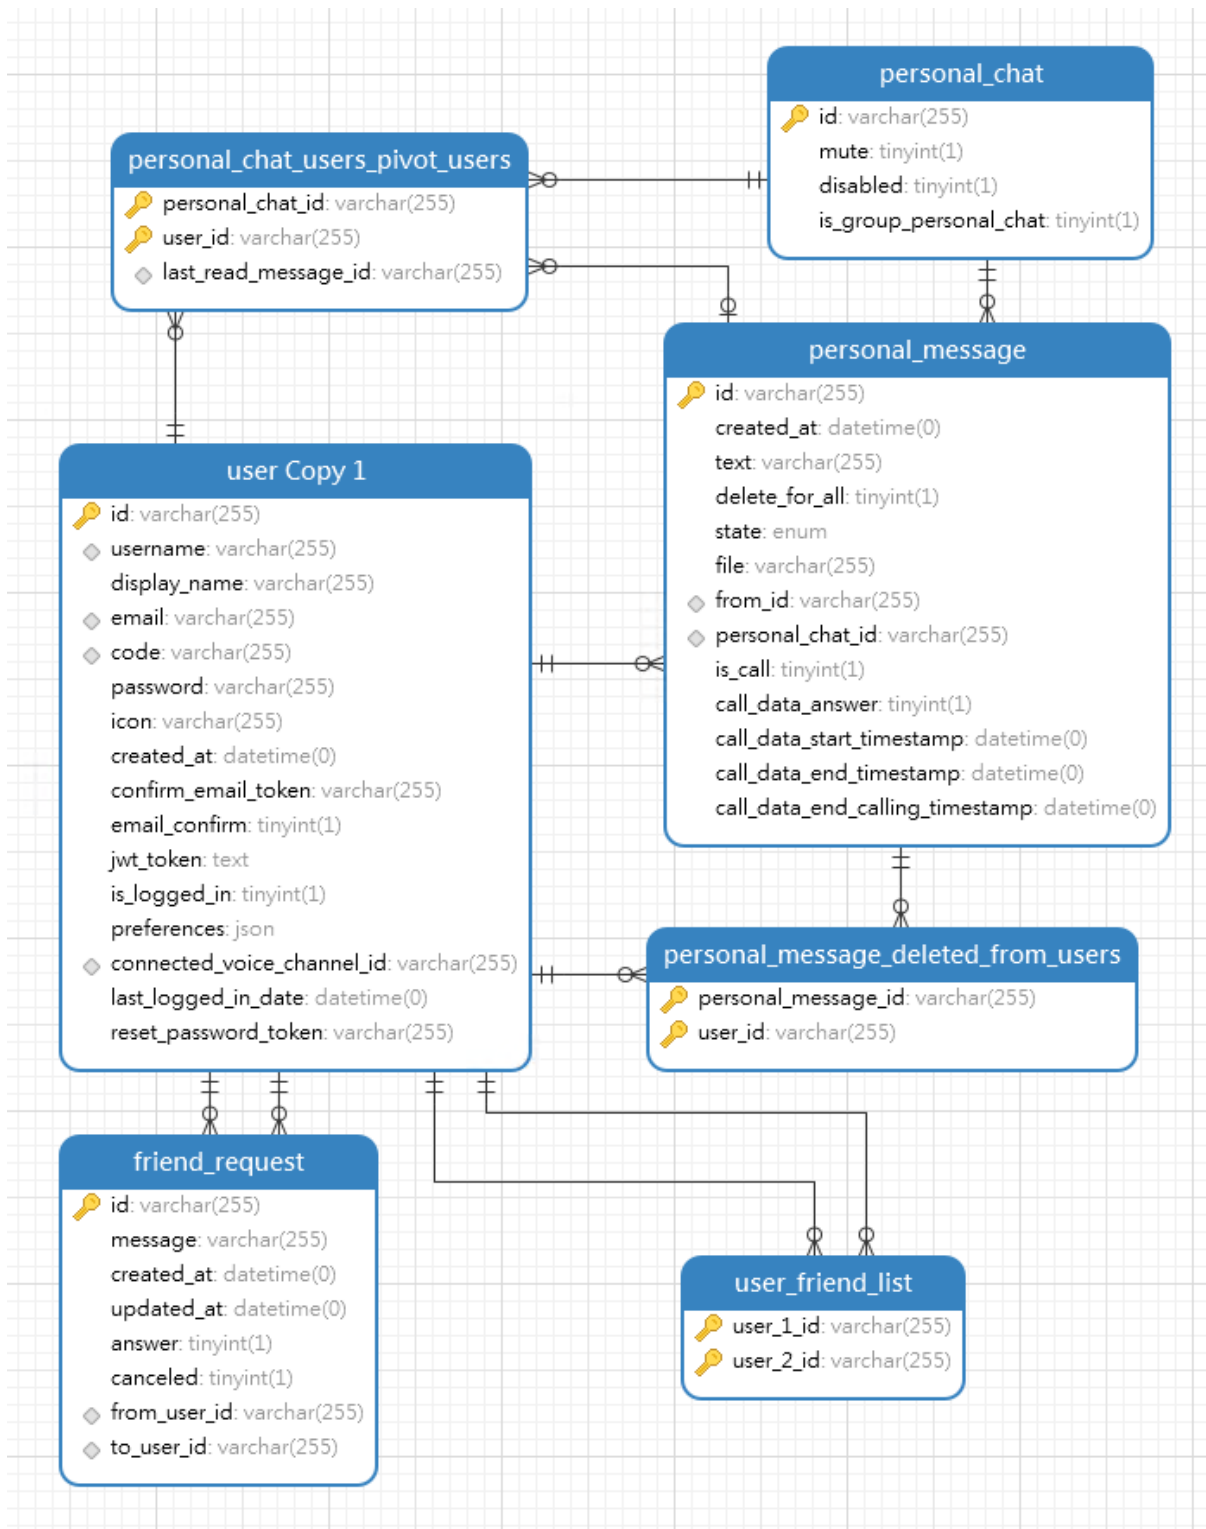 personal_chat
id: varchar(255)
mute: tinyint(1)
disabled: tinyint(1)
is_group_personal_chat: tinyint(1)
personal_chat_users_pivot_users
personal_chat_id: varchar(255)
user_id: varchar(255)
last_read_message_id: varchar(255)
personal_message
id: varchar(255)
created_at: datetime(0)
text: varchar(255)
delete_for_all: tinyint(1)
state: enum
file: varchar(255)
from_id: varchar(255)
personal_chat_id: varchar(255)
is_call: tinyint(1)
call_data_answer: tinyint(1)
call_data_start_timestamp: datetime(0)
call_data_end_timestamp: datetime(0)
call_data_end_calling_timestamp: datetime(0)
user Copy 1
id: varchar(255)
username: varchar(255)
display_name: varchar(255)
email: varchar(255)
code: varchar(255)
password: varchar(255)
icon: varchar(255)
created_at: datetime(0)
confirm_email_token: varchar(255)
email_confirm: tinyint(1)
jwt_token: text
is_logged_in: tinyint(1)
preferences: json
connected_voice_channel_id: varchar(255)
last_logged_in_date: datetime(0)
reset_password_token: varchar(255)
personal_message_deleted_from_users
personal_message_id: varchar(255)
user_id: varchar(255)
friend_request
id: varchar(255)
message: varchar(255)
created_at: datetime(0)
updated_at: datetime(0)
answer: tinyint(1)
canceled: tinyint(1)
from_user_id: varchar(255)
to_user_id: varchar(255)
user_friend_list
user_1_id: varchar(255)
user_2_id: varchar(255)